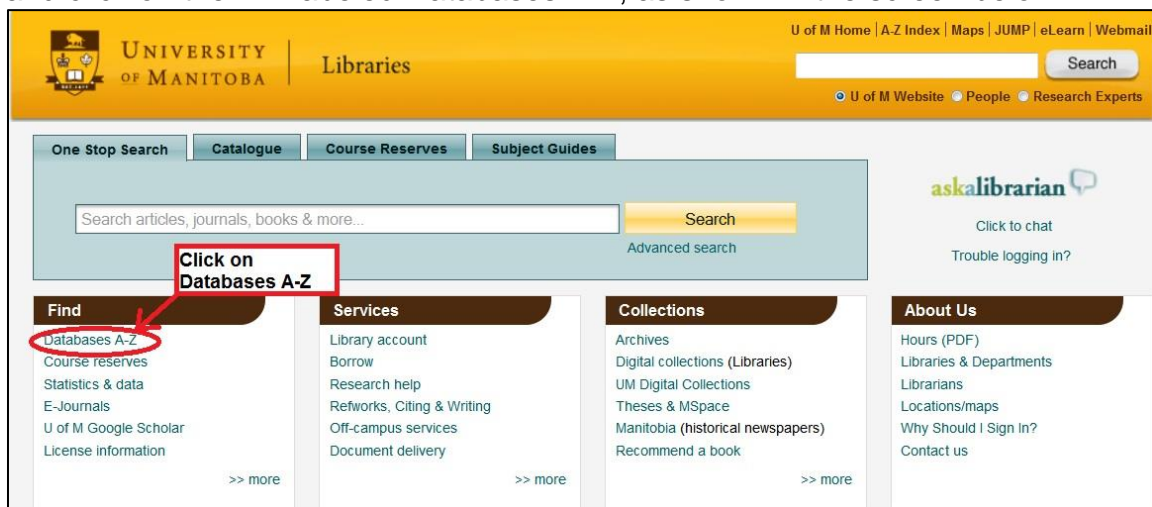 U of M Home | A-Z Index | Maps | JUMP | eLearn | Webmail
UNIVERSITY
OF MANITOBA
Libraries
Search
U of M Website People Research Experts
One Stop Search Catalogue Course Reserves Subject Guides
Search articles, journals, books & more...
Search
Advanced search
askalibrarian
Click to chat
Trouble logging in?
Click on
Databases A-Z
Find
Databases A-Z
Course reserves
Statistics & data
E-Journals
U of M Google Scholar
License information
>> more
Services
Library account
Borrow
Research help
Refworks, Citing & Writing
Off-campus services
Document delivery
>> more
Collections
Archives
Digital collections (Libraries)
UM Digital Collections
Theses & MSpace
Manitobia (historical newspapers)
Recommend a book
>> more
About Us
Hours (PDF)
Libraries & Departments
Librarians
Locations/maps
Why Should I Sign In?
Contact us